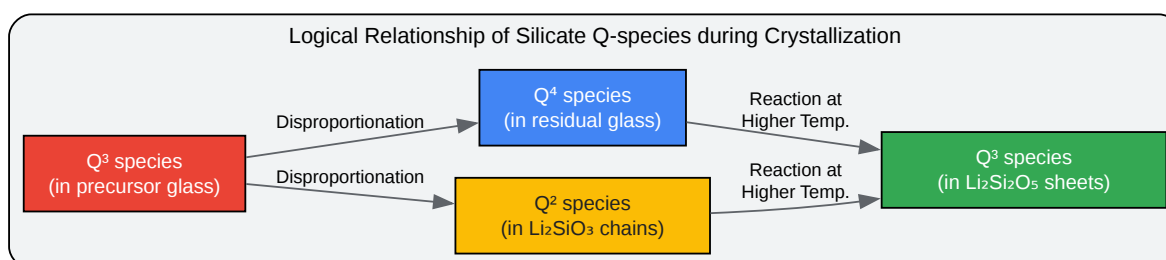 Logical Relationship of Silicate Q-species during Crystallization
Q³ species
(in precursor glass)
Disproportionation
Disproportionation
Q⁴ species
(in residual glass)
Q² species
(in Li₂SiO₃ chains)
Reaction at
Higher Temp.
Reaction at
Higher Temp.
Q³ species
(in Li₂Si₂O₅ sheets)